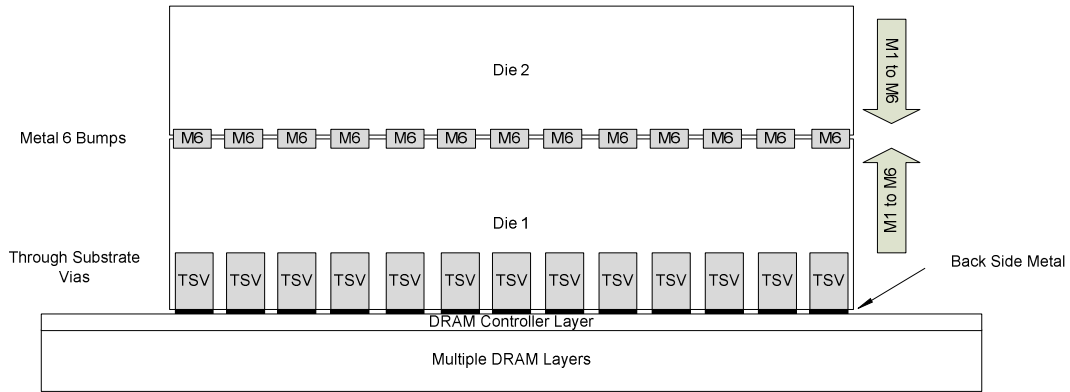 Die 2
M1 to M6
Metal 6 Bumps
M6 M6 M6 M6 M6 M6 M6 M6 M6 M6 M6 M6 M6
M1 to M6
Die 1
Through Substrate
Vias
TSV TSV TSV TSV TSV TSV TSV TSV TSV TSV TSV TSV TSV
Back Side Metal
DRAM Controller Layer
Multiple DRAM Layers